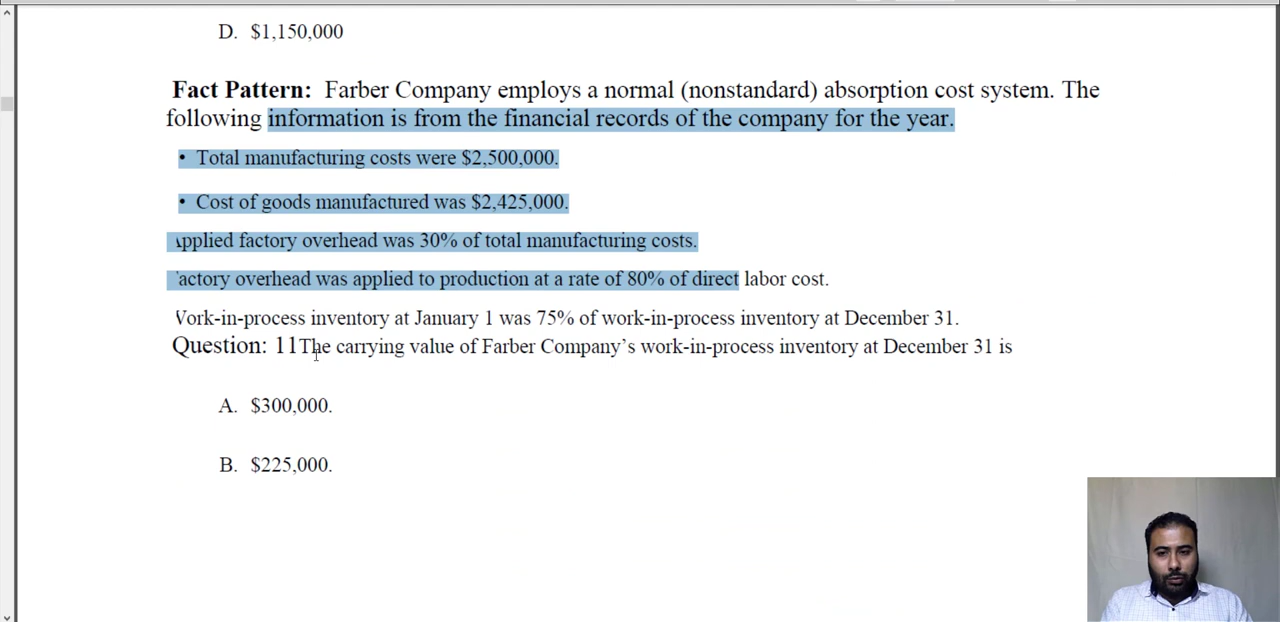 D. $1,150,000
Fact Pattern: Farber Company employs a normal (nonstandard) absorption cost system. The
following information is from the financial records of the company for the year.
• Total manufacturing costs were $2,500,000.
• Cost of goods manufactured was $2,425,000.
Applied factory overhead was 30% of total manufacturing costs.
Factory overhead was applied to production at a rate of 80% of direct labor cost.
Work-in-process inventory at January 1 was 75% of work-in-process inventory at December 31.
Question: 11The carrying value of Farber Company's work-in-process inventory at December 31 is
A. $300,000.
B. $225,000.